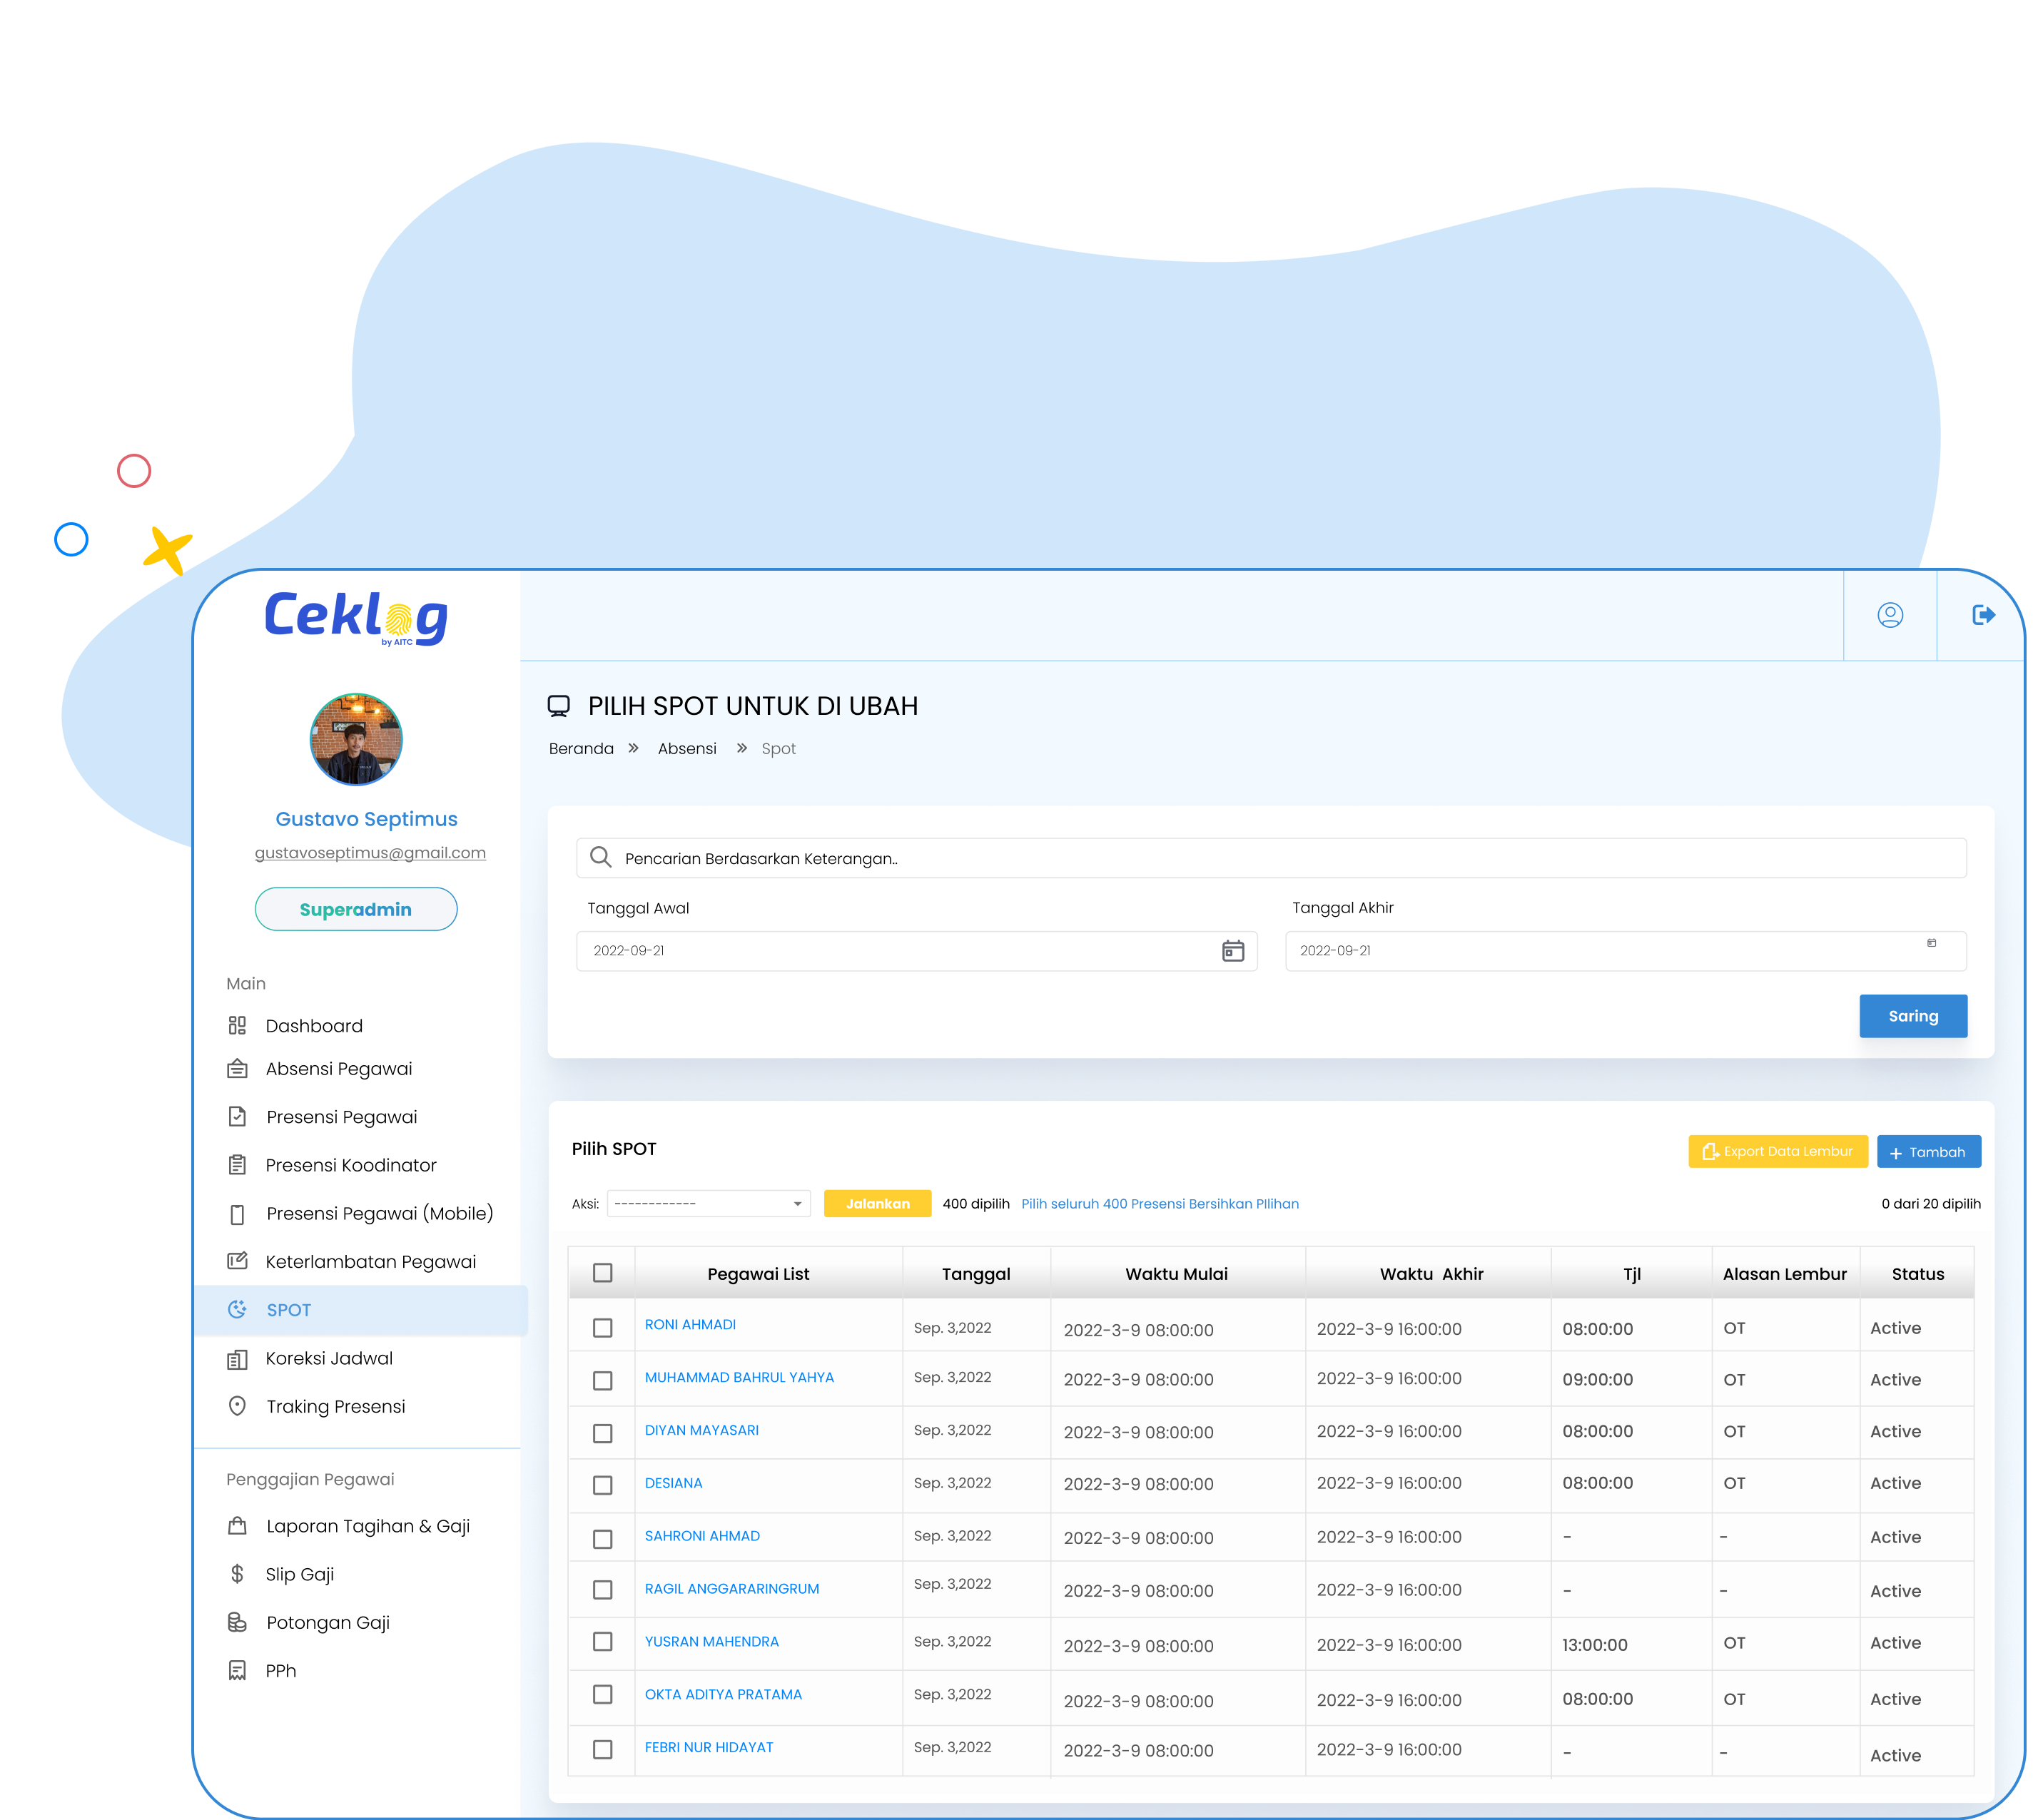 Ceklog
by AITC
Gustavo Septimus
gustavoseptimus@gmail.com
Superadmin
Main
Dashboard
Absensi Pegawai
Presensi Pegawai
Presensi Koodinator
Presensi Pegawai (Mobile)
Keterlambatan Pegawai
SPOT
Koreksi Jadwal
Traking Presensi
Penggajian Pegawai
Laporan Tagihan & Gaji
Slip Gaji
Potongan Gaji
PPh
PILIH SPOT UNTUK DI UBAH
Beranda » Absensi » Spot
Pencarian Berdasarkan Keterangan..
Tanggal Awal Tanggal Akhir
2022-09-21 2022-09-21
Saring
Pilih SPOT Export Data Lembur + Tambah
Aksi: ------------ Jalankan 400 dipilih Pilih seluruh 400 Presensi Bersihkan PIlihan 0 dari 20 dipilih
Pegawai List Tanggal Waktu Mulai Waktu Akhir Tjl Alasan Lembur Status
RONI AHMADI Sep. 3,2022 2022-3-9 08:00:00 2022-3-9 16:00:00 08:00:00 OT Active
MUHAMMAD BAHRUL YAHYA Sep. 3,2022 2022-3-9 08:00:00 2022-3-9 16:00:00 09:00:00 OT Active
DIYAN MAYASARI Sep. 3,2022 2022-3-9 08:00:00 2022-3-9 16:00:00 08:00:00 OT Active
DESIANA Sep. 3,2022 2022-3-9 08:00:00 2022-3-9 16:00:00 08:00:00 OT Active
SAHRONI AHMAD Sep. 3,2022 2022-3-9 08:00:00 2022-3-9 16:00:00 - - Active
RAGIL ANGGARARINGRUM Sep. 3,2022 2022-3-9 08:00:00 2022-3-9 16:00:00 - - Active
YUSRAN MAHENDRA Sep. 3,2022 2022-3-9 08:00:00 2022-3-9 16:00:00 13:00:00 OT Active
OKTA ADITYA PRATAMA Sep. 3,2022 2022-3-9 08:00:00 2022-3-9 16:00:00 08:00:00 OT Active
FEBRI NUR HIDAYAT Sep. 3,2022 2022-3-9 08:00:00 2022-3-9 16:00:00 - - Active